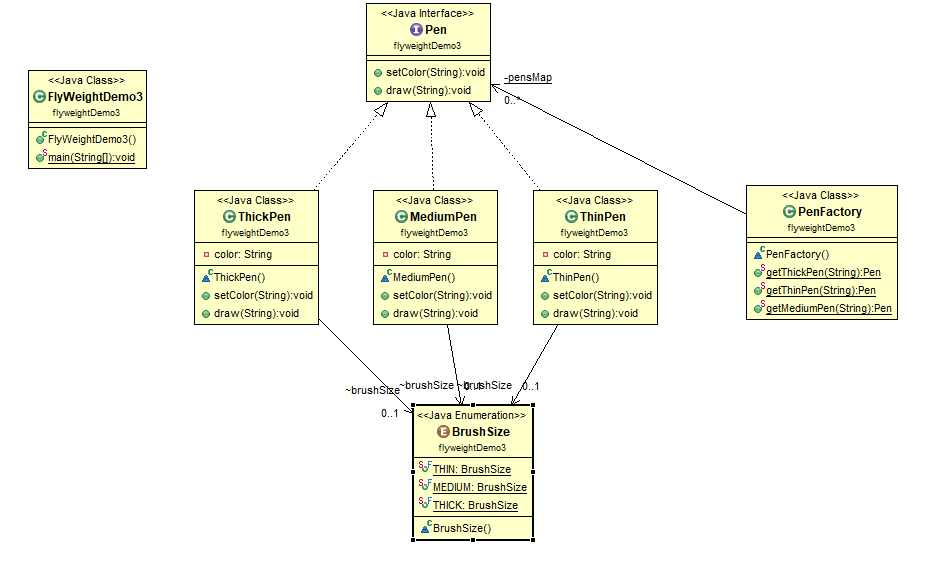 <<Java Interface>>
Pen
flyweightDemo3
setColor(String):void
draw(String):void
-pensMap
0..*
<<Java Class>>
FlyWeightDemo3
flyweightDemo3
FlyWeightDemo3()
main(String[]):void
<<Java Class>>
ThickPen
flyweightDemo3
color: String
ThickPen()
setColor(String):void
draw(String):void
<<Java Class>>
MediumPen
flyweightDemo3
color: String
MediumPen()
setColor(String):void
draw(String):void
<<Java Class>>
ThinPen
flyweightDemo3
color: String
ThinPen()
setColor(String):void
draw(String):void
<<Java Class>>
PenFactory
flyweightDemo3
PenFactory()
getThickPen(String):Pen
getThinPen(String):Pen
getMediumPen(String):Pen
~brushSize
0..1
~brushSize
0..1
~brushSize
0..1
<<Java Enumeration>>
BrushSize
flyweightDemo3
THIN: BrushSize
MEDIUM: BrushSize
THICK: BrushSize
BrushSize()